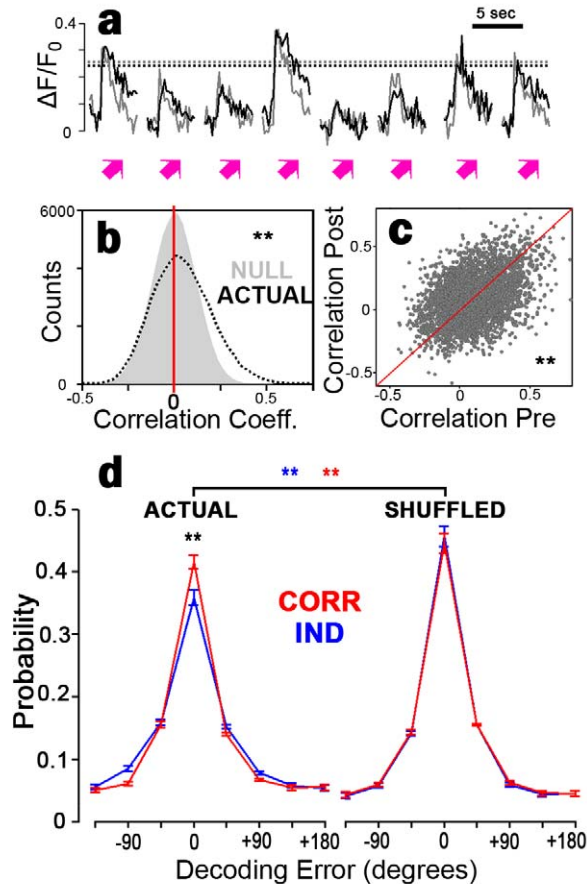 a
5 sec
0.4
ΔF/F0
0
b
**
6000
NULL
ACTUAL
Counts
0
-0.5
0
0.5
Correlation Coeff.
c
Correlation Post
0.5
0
-0.5
**
-0.5
0
0.5
Correlation Pre
d
** **
ACTUAL
SHUFFLED
**
CORR
IND
Probability
0.5
0.4
0.3
0.2
0.1
0
-90 0 +90 +180 -90 0 +90 +180
Decoding Error (degrees)